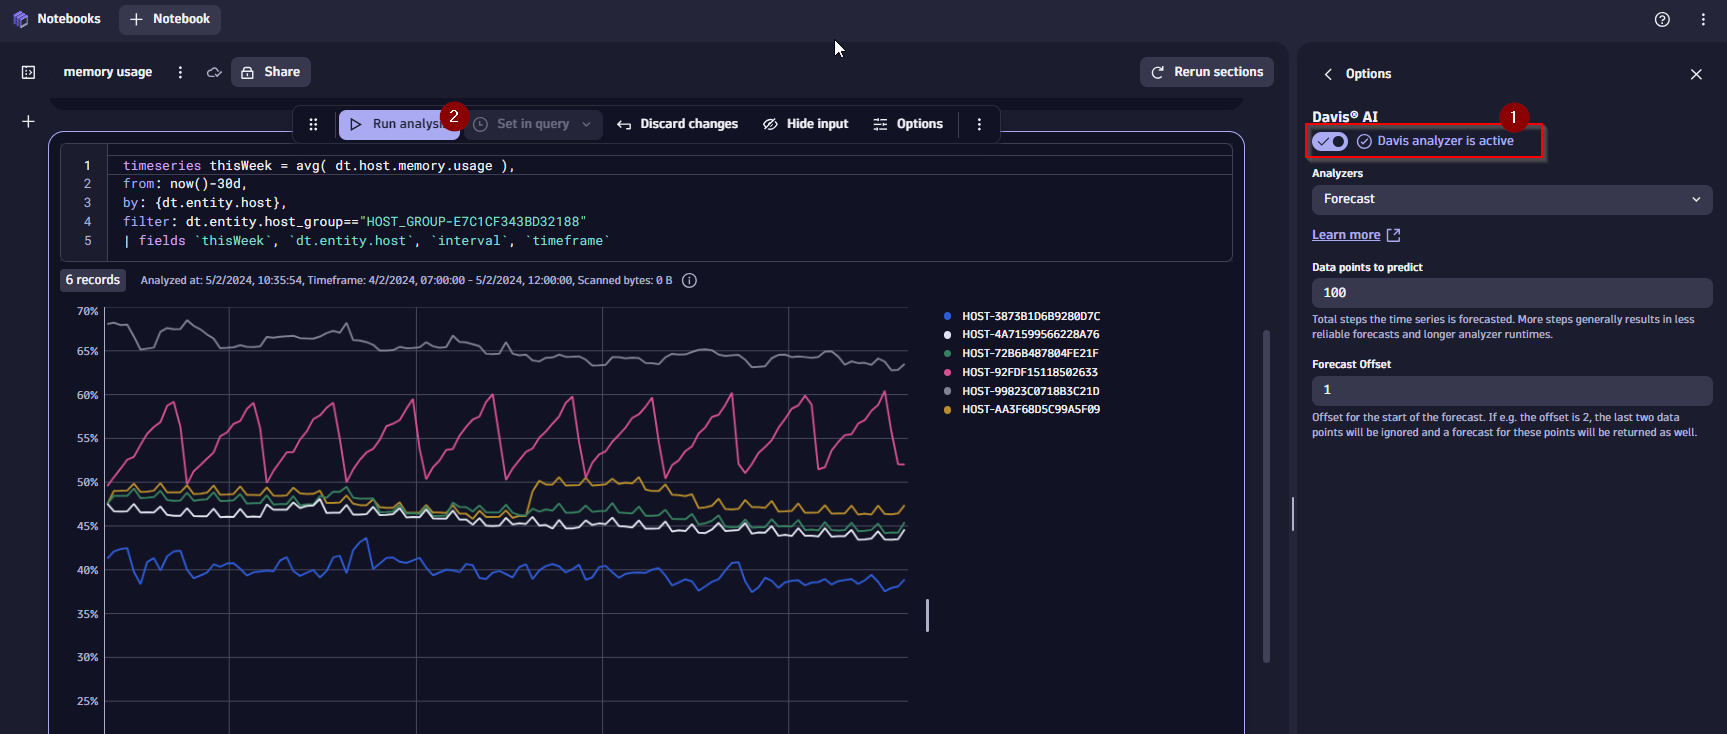 Notebooks
Notebook
memory usage
Share
Rerun sections
Run analysis
2
Set in query
Discard changes
Hide input
Options
1 timeseries thisWeek = avg( dt.host.memory.usage ),
2 from: now()-30d,
3 by: {dt.entity.host},
4 filter: dt.entity.host_group=="HOST_GROUP-E7C1CF343BD32188"
5 | fields `thisWeek`, `dt.entity.host`, `interval`, `timeframe`
6 records
Analyzed at: 5/2/2024, 10:35:54, Timeframe: 4/2/2024, 07:00:00 - 5/2/2024, 12:00:00, Scanned bytes: 0 B
70%
65%
60%
55%
50%
45%
40%
35%
30%
25%
HOST-3873B1D6B9280D7C
HOST-4A71599566228A76
HOST-72B6B487804FE21F
HOST-92FDF15118502633
HOST-99823C0718B3C21D
HOST-AA3F68D5C99A5F09
Options
Davis® AI
1
Davis analyzer is active
Analyzers
Forecast
Learn more
Data points to predict
100
Total steps the time series is forecasted. More steps generally results in less
reliable forecasts and longer analyzer runtimes.
Forecast Offset
1
Offset for the start of the forecast. If e.g. the offset is 2, the last two data
points will be ignored and a forecast for these points will be returned as well.